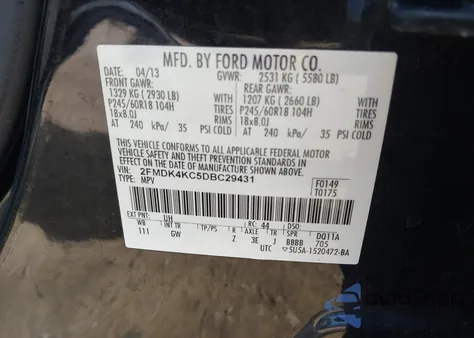 MFD. BY FORD MOTOR CO.
DATE: 04/13 GVWR: 2531 KG ( 5580 LB)
FRONT GAWR: REAR GAWR:
1329 KG ( 2930 LB) 1207 KG ( 2660 LB)
P245/60R18 104H TIRES P245/60R18 104H TIRES
18x8.0J RIMS 18x8.0J RIMS
AT 240 kPa/ 35 PSI COLD AT 240 kPa/ 35 PSI COLD
THIS VEHICLE CONFORMS TO ALL APPLICABLE FEDERAL MOTOR
VEHICLE SAFETY AND THEFT PREVENTION STANDARDS IN EFFECT ON
THE DATE OF MANUFACTURE SHOWN ABOVE.
VIN: 2FMDK4KC5DBC29431 F0149
TYPE: MPV T0175
EXT PNT: UH RC: 44 DSO:
WB INT TR TP/PS R AXLE TR SPR DQ11A
111 GW Z 3E J BBBB 705
UTC ▽5U5A-1520472-BA